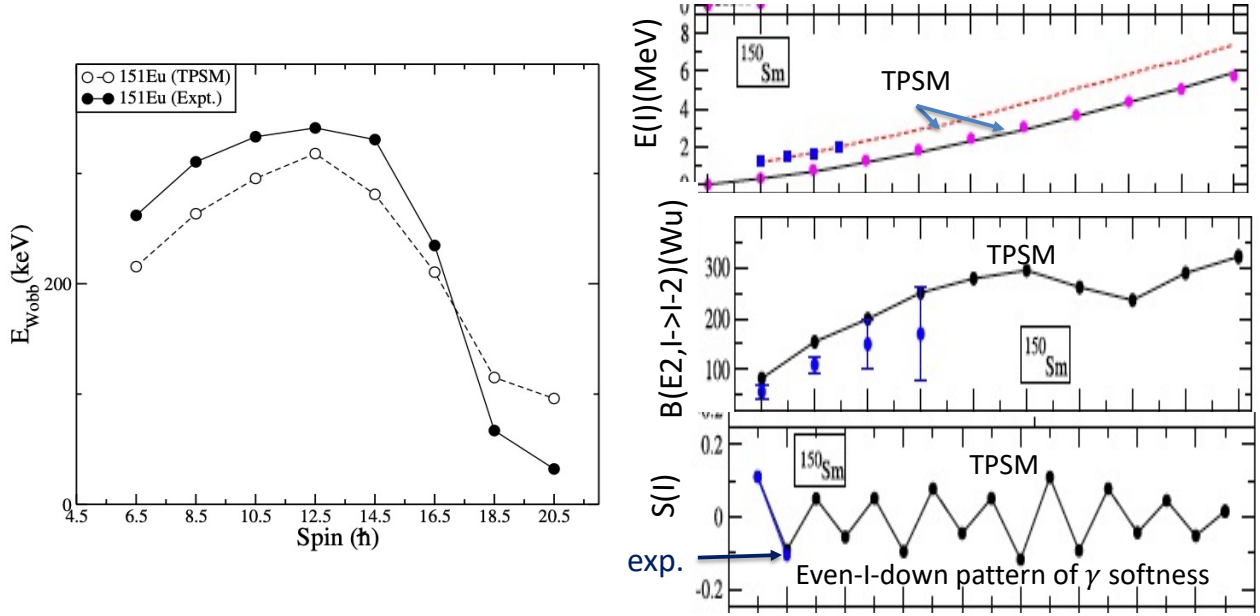 151Eu (TPSM)
151Eu (Expt.)
E_Wobb (keV)
200
0
4.5 6.5 8.5 10.5 12.5 14.5 16.5 18.5 20.5
Spin (ħ)
0
E(I)(MeV)
8
6
4
2
0
150Sm
TPSM
B(E2,I->I-2)(Wu)
300
200
100
TPSM
150Sm
S(I)
0.2
0
-0.2
150Sm
TPSM
exp.
Even-I-down pattern of γ softness